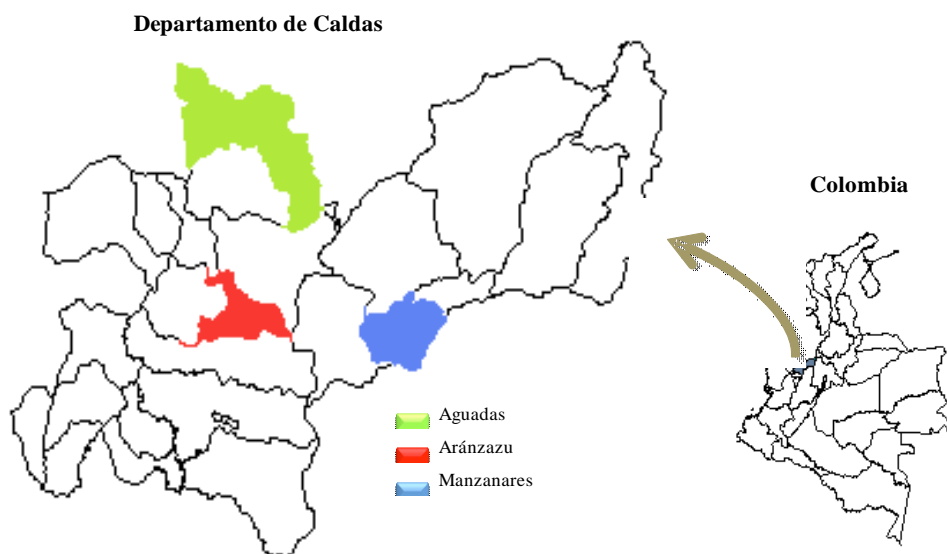 Departamento de Caldas
Colombia
Aguadas
Aránzazu
Manzanares